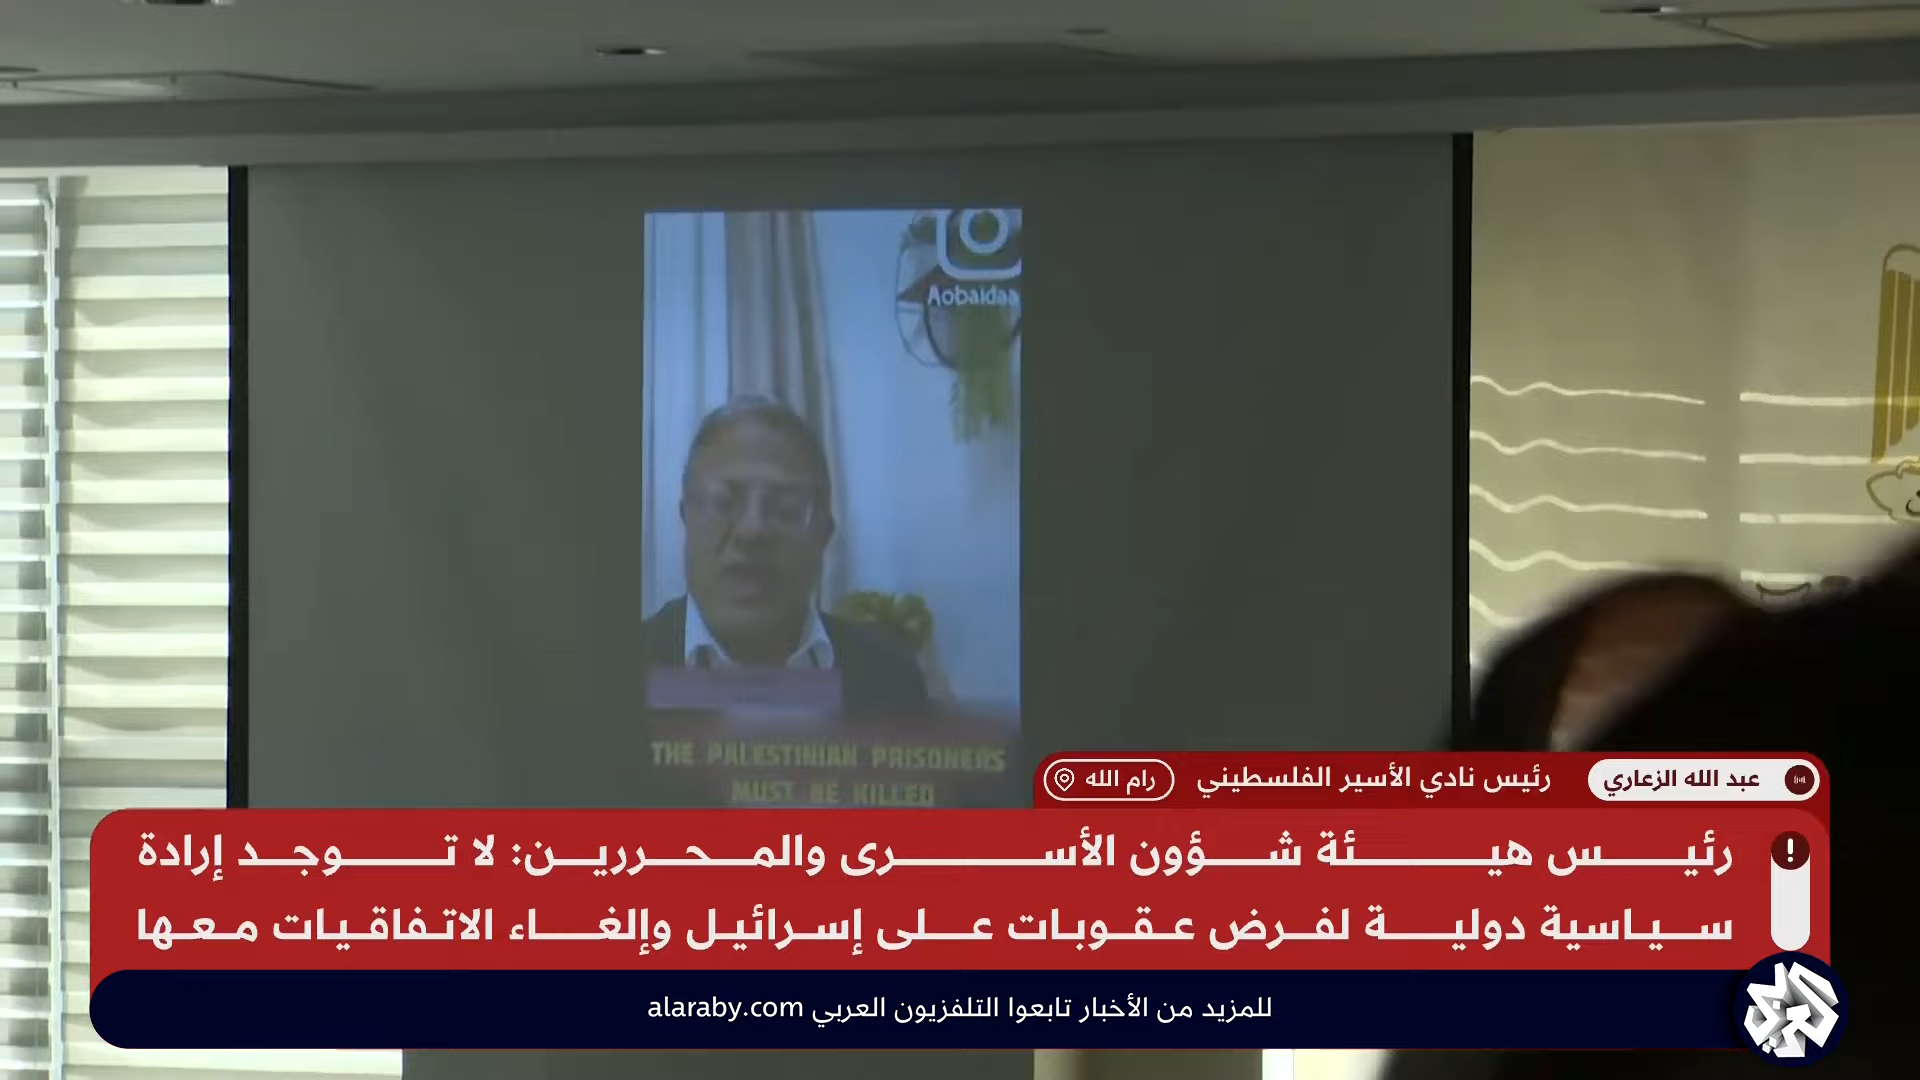 Aobaidaa
THE PALESTINIAN PRISONERS
MUST BE KILLED
عبد الله الزعاري رئيس نادي الأسير الفلسطيني رام الله
رئيس هيئة شؤون الأسرى والمحررين: لا توجد إرادة
سياسية دولية لفرض عقوبات على إسرائيل وإلغاء الاتفاقيات معها
للمزيد من الأخبار تابعوا التلفزيون العربي alaraby.com
العربي